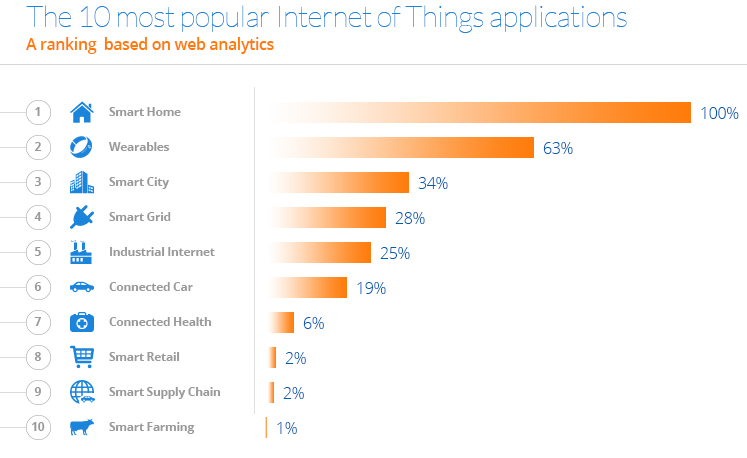 The 10 most popular Internet of Things applications
A ranking based on web analytics
1 Smart Home 100%
2 Wearables 63%
3 Smart City 34%
4 Smart Grid 28%
5 Industrial Internet 25%
6 Connected Car 19%
7 Connected Health 6%
8 Smart Retail 2%
9 Smart Supply Chain 2%
10 Smart Farming 1%